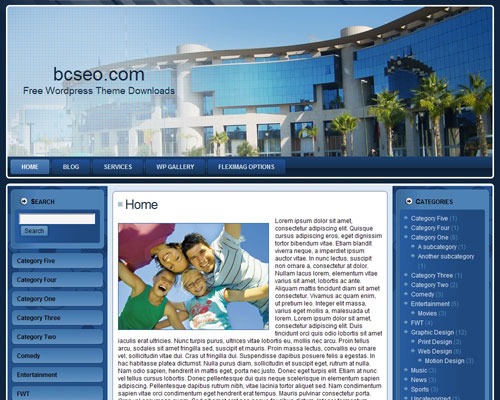 bcseo.com
Free Wordpress Theme Downloads
HOME BLOG SERVICES WP GALLERY FLEXIMAG OPTIONS
SEARCH
Search
Category Five
Category Four
Category One
Category Three
Category Two
Comedy
Entertainment
FWT
Home
Lorem ipsum dolor sit amet,
consectetur adipiscing elit. Quisque
cursus adipiscing eros, eget dignissim
tortor bibendum vitae. Etiam blandit
viverra neque, a imperdiet ipsum
auctor vitae. In nunc lectus, suscipit
non ornare a, consectetur at dolor.
Nullam lacus lorem, elementum vitae
varius sit amet, lobortis ac ante.
Aliquam mattis tincidunt diam sit amet
consectetur. Vivamus ac quam enim,
ut pretium leo. Integer elit massa,
varius eget mollis a, malesuada ut
lorem. Lorem ipsum dolor sit amet,
consectetur adipiscing elit. Duis
tincidunt orci quis odio lobortis sit amet
iaculis erat ultricies. Nunc turpis purus, ultrices vitae lobortis eu, mollis nec arcu. Proin tellus
arcu, sodales sit amet fringilla sed, suscipit et mauris. Proin massa lectus, convallis eu ornare
vel, sollicitudin vitae dui. Cras ut fringilla dui. Suspendisse dapibus posuere felis a egestas. In
hac habitasse platea dictumst. Nulla purus diam, sollicitudin et suscipit eget, rutrum at nulla.
Nam odio sapien, hendrerit in mattis eget, porta nec justo. Donec eget turpis elit. Etiam at nunc
vel tellus cursus lobortis. Donec pellentesque dui quis neque scelerisque in elementum sapien
dapibus. Pellentesque dapibus rutrum nibh, vitae lacinia tortor aliquet sed. Nam condimentum
sapien vitae orci condimentum eget hendrerit erat tempus. Mauris pulvinar consectetur sapien
CATEGORIES
Category Five (1)
Category Four (1)
Category One (5)
A subcategory (1)
Another subcategory
(1)
Category Three (1)
Category Two (2)
Comedy (3)
Entertainment (6)
Movies (3)
FWT (4)
Graphic Design (12)
Print Design (3)
Web Design (6)
Motion Design (3)
Music (3)
News (3)
Sports (3)